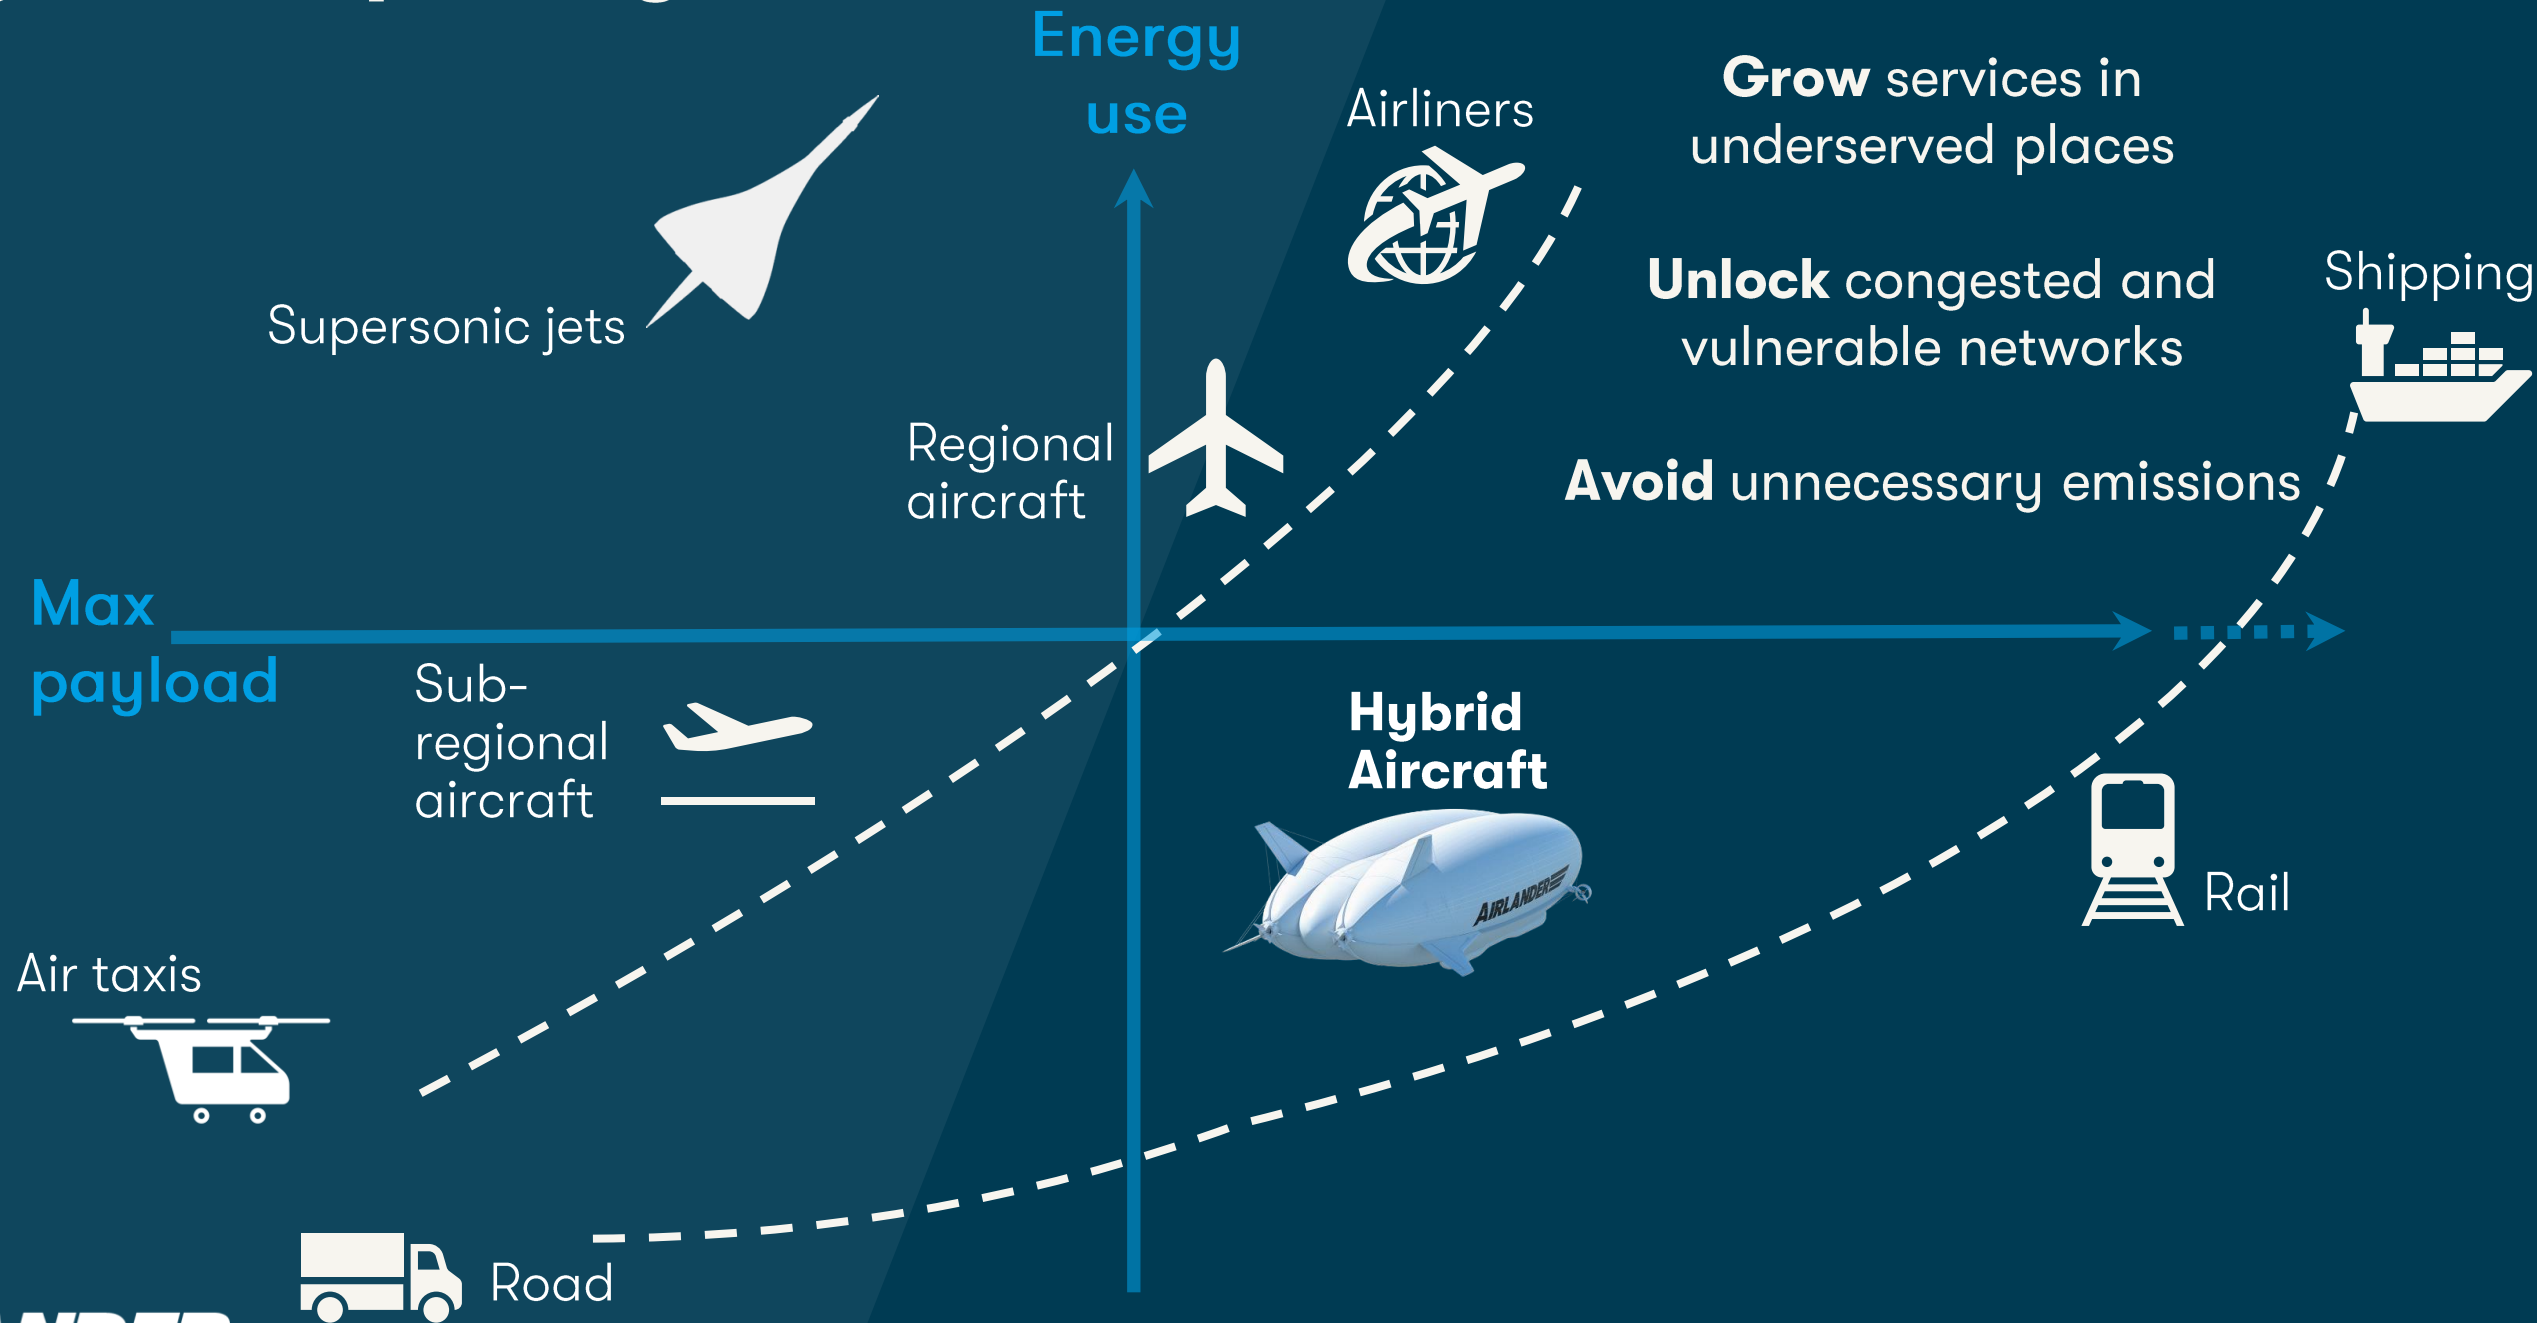 Energy
use
Airliners
Grow services in
underserved places
Unlock congested and
vulnerable networks
Avoid unnecessary emissions
Shipping
Supersonic jets
Regional
aircraft
Max
payload
Sub-
regional
aircraft
Hybrid
Aircraft
AIRLANDER
Rail
Air taxis
Road